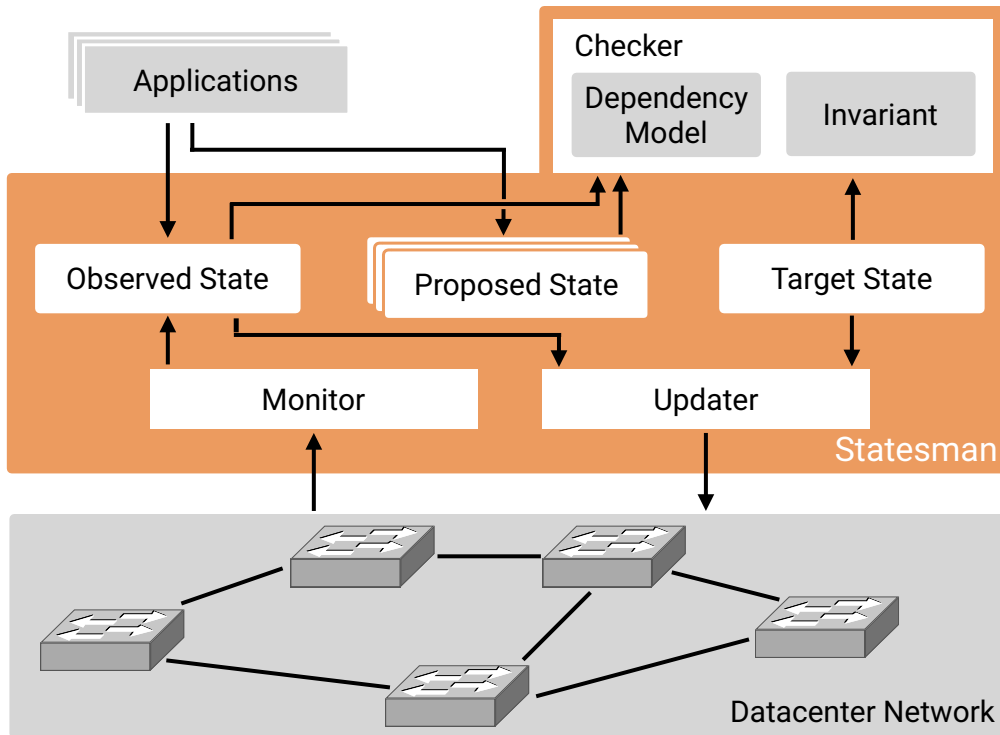 Checker
Applications
Dependency
Model
Invariant
Observed State
Proposed State
Target State
Monitor
Updater
Statesman
Datacenter Network